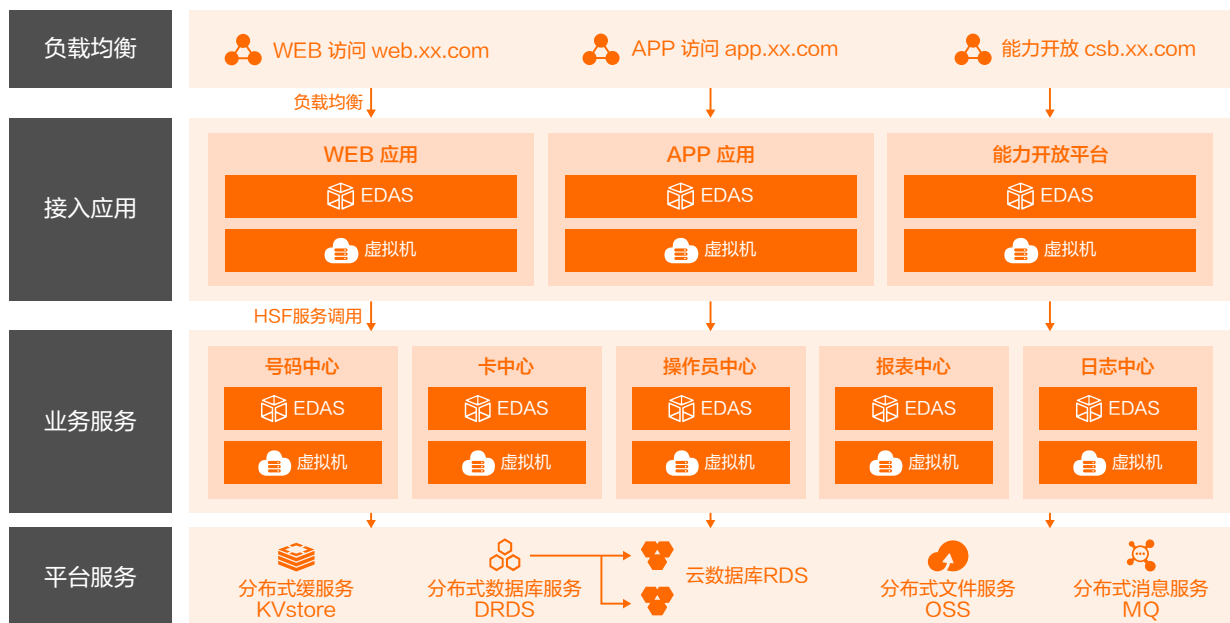 负载均衡
WEB 访问 web.xx.com
APP 访问 app.xx.com
能力开放 csb.xx.com
负载均衡
接入应用
WEB 应用
EDAS
虚拟机
APP 应用
EDAS
虚拟机
能力开放平台
EDAS
虚拟机
HSF服务调用
业务服务
号码中心
EDAS
虚拟机
卡中心
EDAS
虚拟机
操作员中心
EDAS
虚拟机
报表中心
EDAS
虚拟机
日志中心
EDAS
虚拟机
平台服务
分布式缓服务
KVstore
分布式数据库服务
DRDS
云数据库RDS
分布式文件服务
OSS
分布式消息服务
MQ